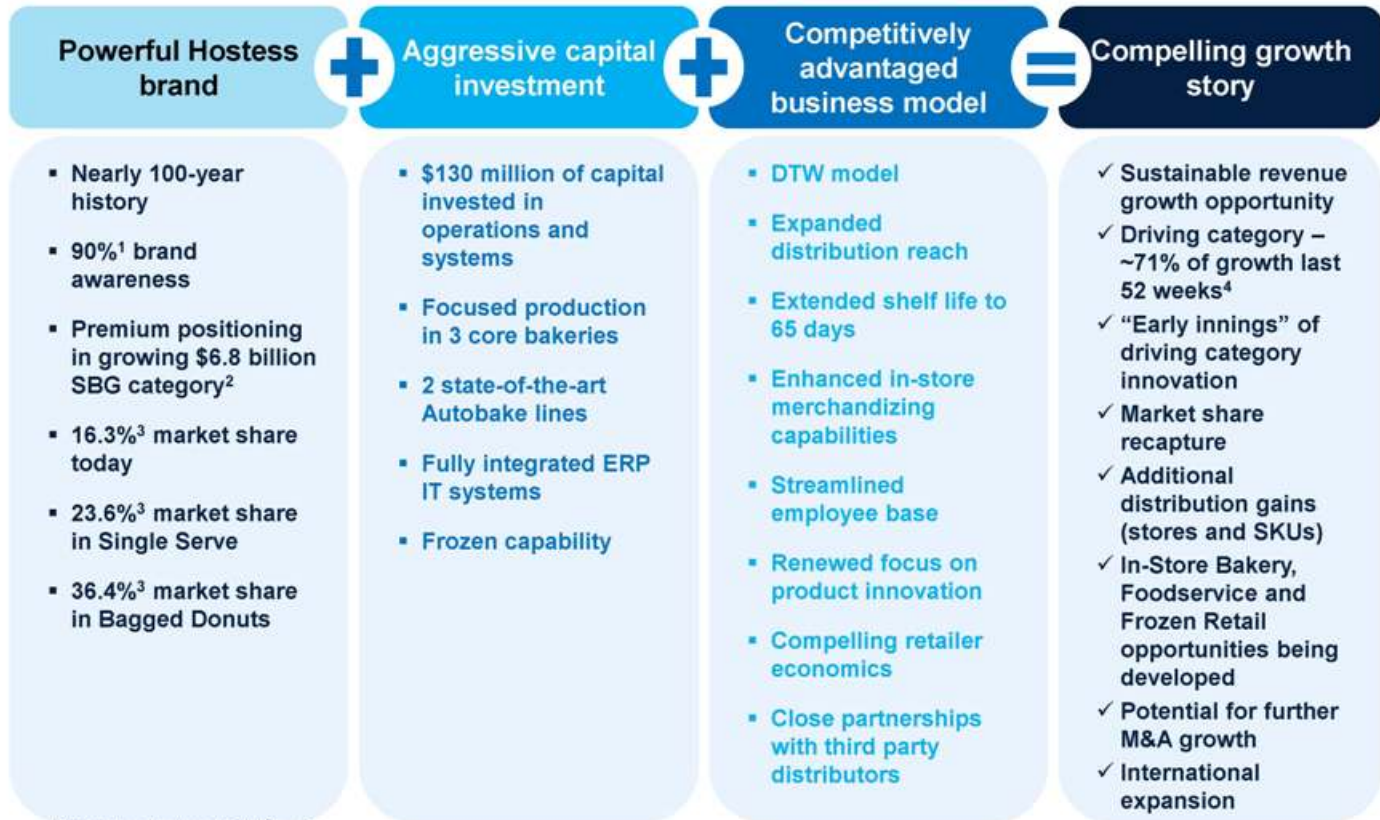 Powerful Hostess
brand
Aggressive capital
investment
Competitively
advantaged
business model
Compelling growth
story
▪ Nearly 100-year
history
▪ 90%¹ brand
awareness
▪ Premium positioning
in growing $6.8 billion
SBG category²
▪ 16.3%³ market share
today
▪ 23.6%³ market share
in Single Serve
▪ 36.4%³ market share
in Bagged Donuts
▪ $130 million of capital
invested in
operations and
systems
▪ Focused production
in 3 core bakeries
▪ 2 state-of-the-art
Autobake lines
▪ Fully integrated ERP
IT systems
▪ Frozen capability
▪ DTW model
▪ Expanded
distribution reach
▪ Extended shelf life to
65 days
▪ Enhanced in-store
merchandizing
capabilities
▪ Streamlined
employee base
▪ Renewed focus on
product innovation
▪ Compelling retailer
economics
▪ Close partnerships
with third party
distributors
✓ Sustainable revenue
growth opportunity
✓ Driving category –
~71% of growth last
52 weeks⁴
✓ “Early innings” of
driving category
innovation
✓ Market share
recapture
✓ Additional
distribution gains
(stores and SKUs)
✓ In-Store Bakery,
Foodservice and
Frozen Retail
opportunities being
developed
✓ Potential for further
M&A growth
✓ International
expansion